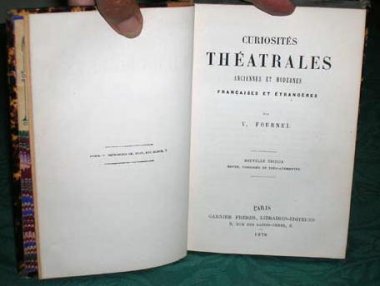 CURIOSITÉS
THÉATRALES
ANCIENNES ET MODERNES
FRANÇAISES ET ÉTRANGÈRES
PAR
V. FOURNEL
NOUVELLE ÉDITION
REVUE, CORRIGÉE ET TRÈS-AUGMENTÉE
PARIS
GARNIER FRÈRES, LIBRAIRES-ÉDITEURS
6, RUE DES SAINTS-PÈRES, 6
1878